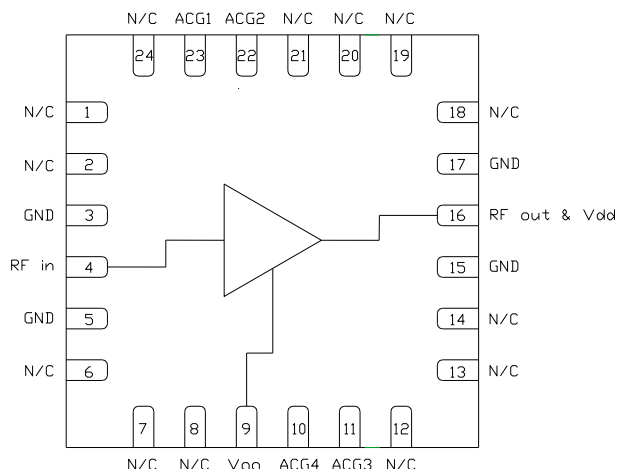 N/C ACG1 ACG2 N/C N/C N/C
24 23 22 21 20 19
N/C 1 18 N/C
N/C 2 17 GND
GND 3 16 RF out & Vdd
RF in 4 15 GND
GND 5 14 N/C
N/C 6 13 N/C
7 8 9 10 11 12
N/C N/C ACG4 ACG3 N/C